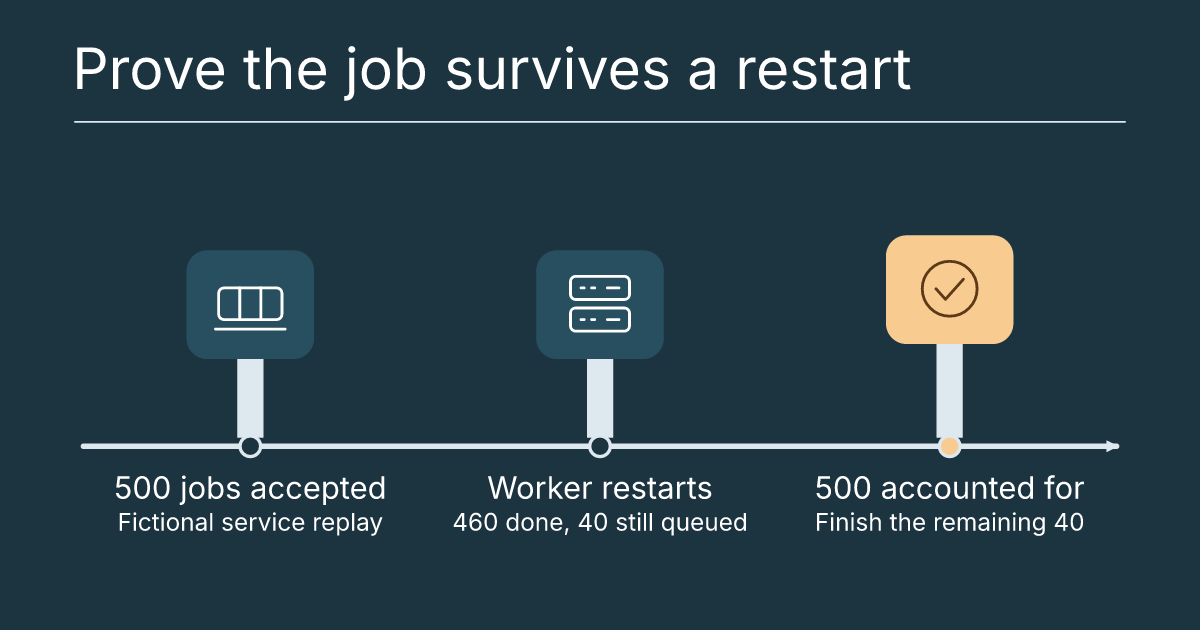 Prove the job survives a restart
500 jobs accepted
Fictional service replay
Worker restarts
460 done, 40 still queued
500 accounted for
Finish the remaining 40